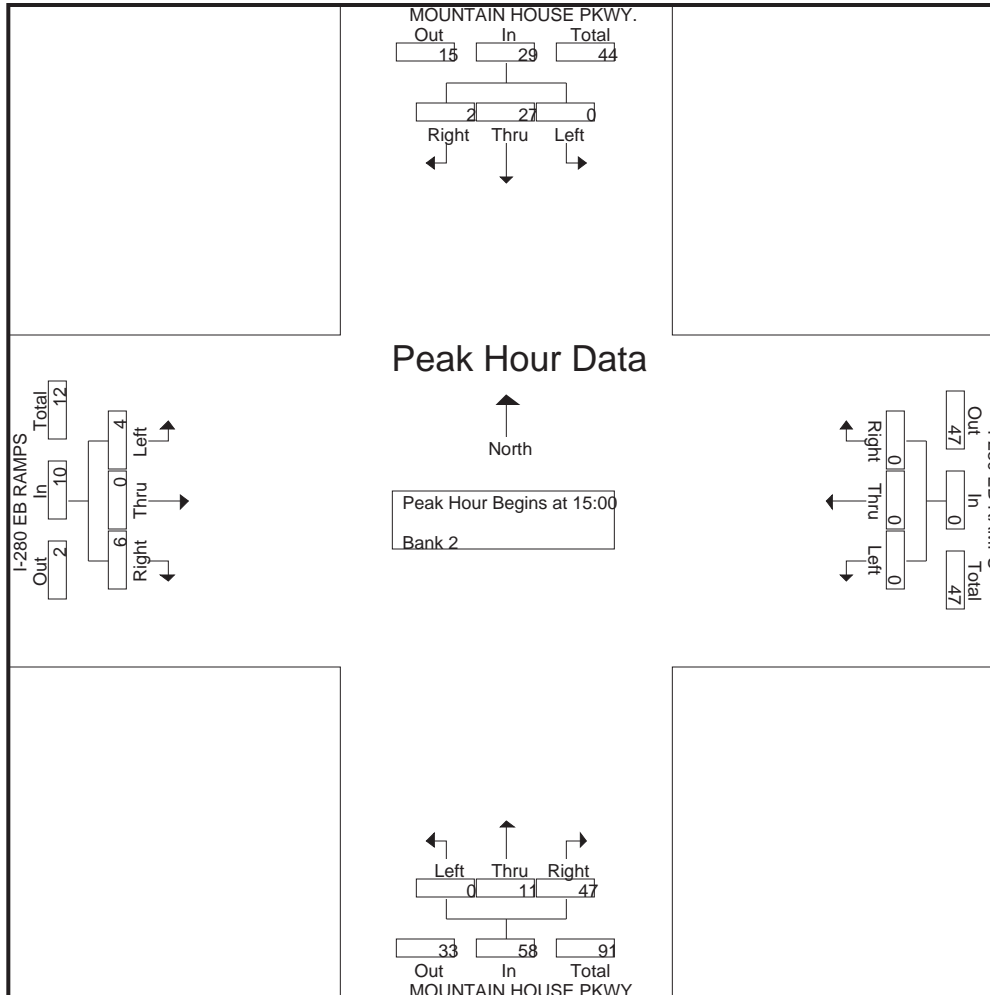 MOUNTAIN HOUSE PKWY.
Out In Total
15 29 44
2 27 0
Right Thru Left
Peak Hour Data
North
Peak Hour Begins at 15:00
Bank 2
I-280 EB RAMPS
Total In Out
12 10 2
4 0 6
Left Thru Right
Right Thru Left
0 0 0
Out In Total
47 0 47
Left Thru Right
0 11 47
33 58 91
Out In Total
MOUNTAIN HOUSE PKWY